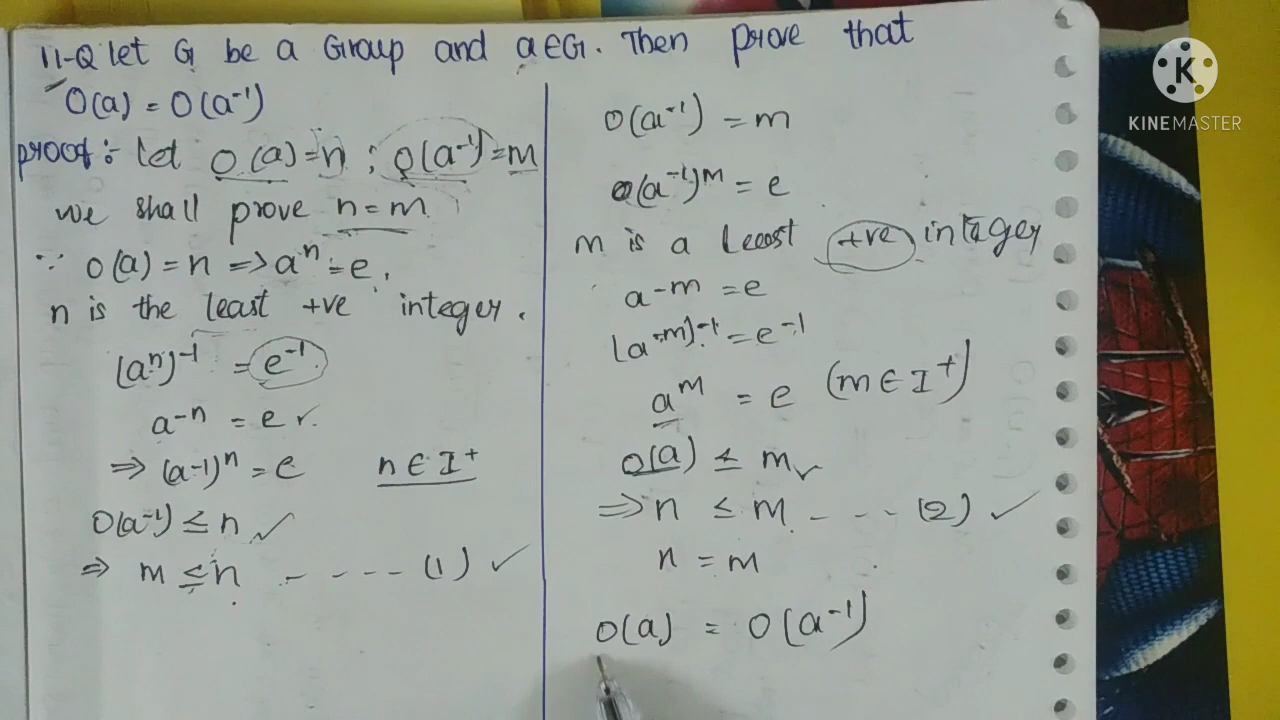 11-Q let G be a Group and a∈G. Then prove that
O(a) = O(a⁻¹)
proof:- let O(a)=n ; O(a⁻¹)=m
we shall prove n=m
∵ O(a) = n => aⁿ = e,
n is the least +ve integer.
(aⁿ)⁻¹ = e⁻¹
a⁻ⁿ = e ✓
=> (a⁻¹)ⁿ = e n∈I⁺
O(a⁻¹) ≤ n ✓
=> m ≤ n - - - - - (1) ✓
O(a⁻¹) = m
(a⁻¹)ᵐ = e
m is a least +ve integer
a⁻ᵐ = e
(a⁻ᵐ)⁻¹ = e⁻¹
aᵐ = e (m∈I⁺)
O(a) ≤ m ✓
=> n ≤ m - - - - (2) ✓
n = m
O(a) = O(a⁻¹)
K
KINEMASTER